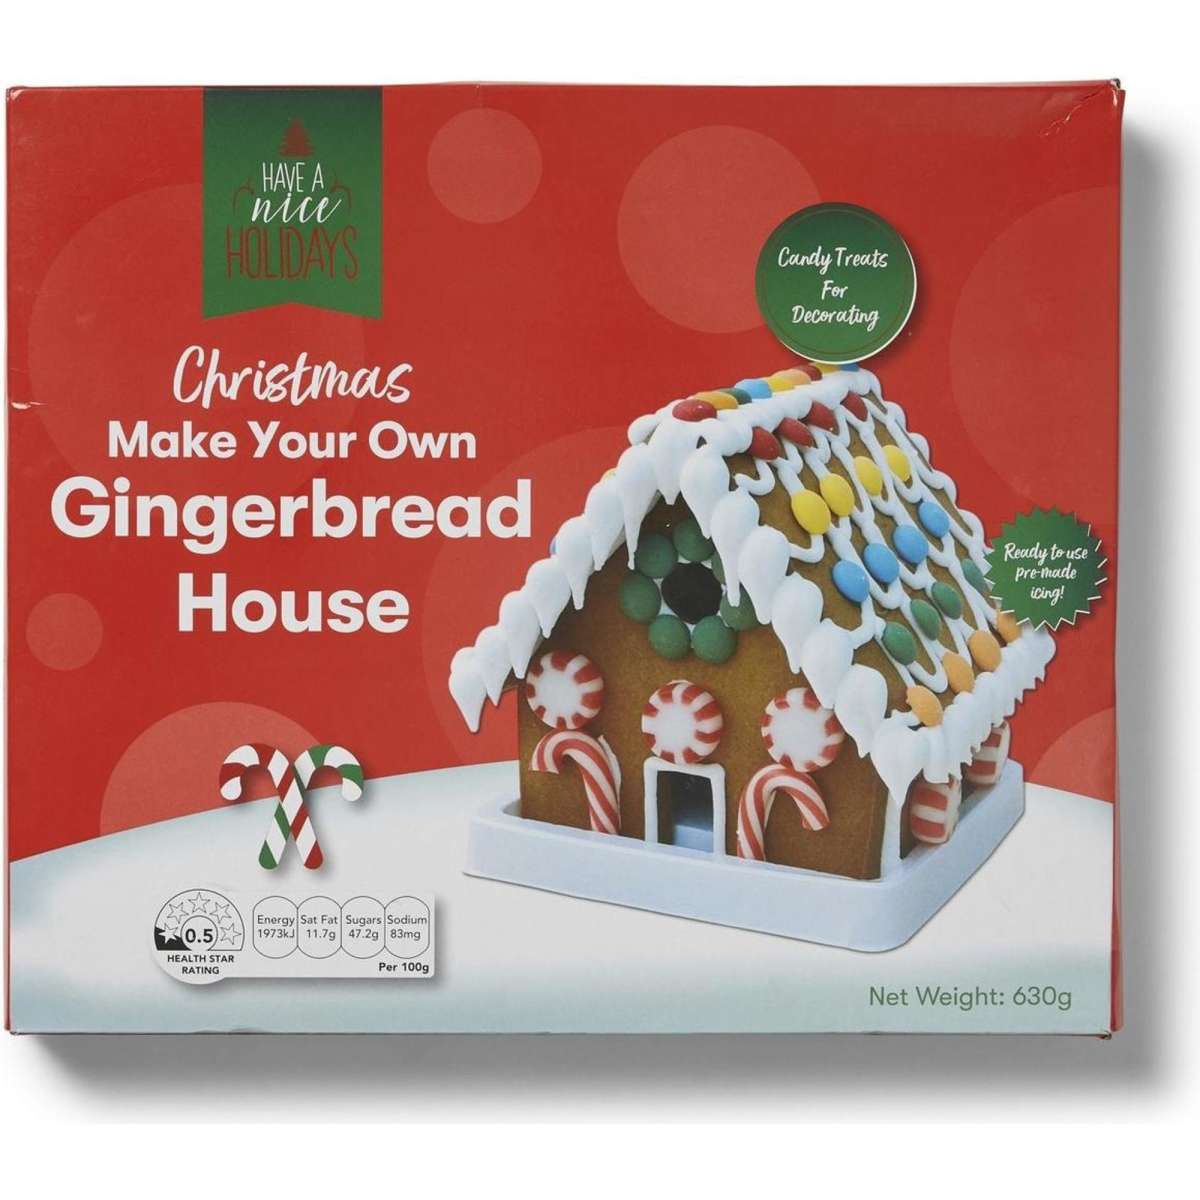 HAVE A
nice
HOLIDAYS
Candy Treats
For
Decorating
Christmas
Make Your Own
Gingerbread
House
Ready to use
pre-made
icing!
0.5
HEALTH STAR
RATING
Energy Sat Fat Sugars Sodium
1973kJ 11.7g 47.2g 83mg
Per 100g
Net Weight: 630g